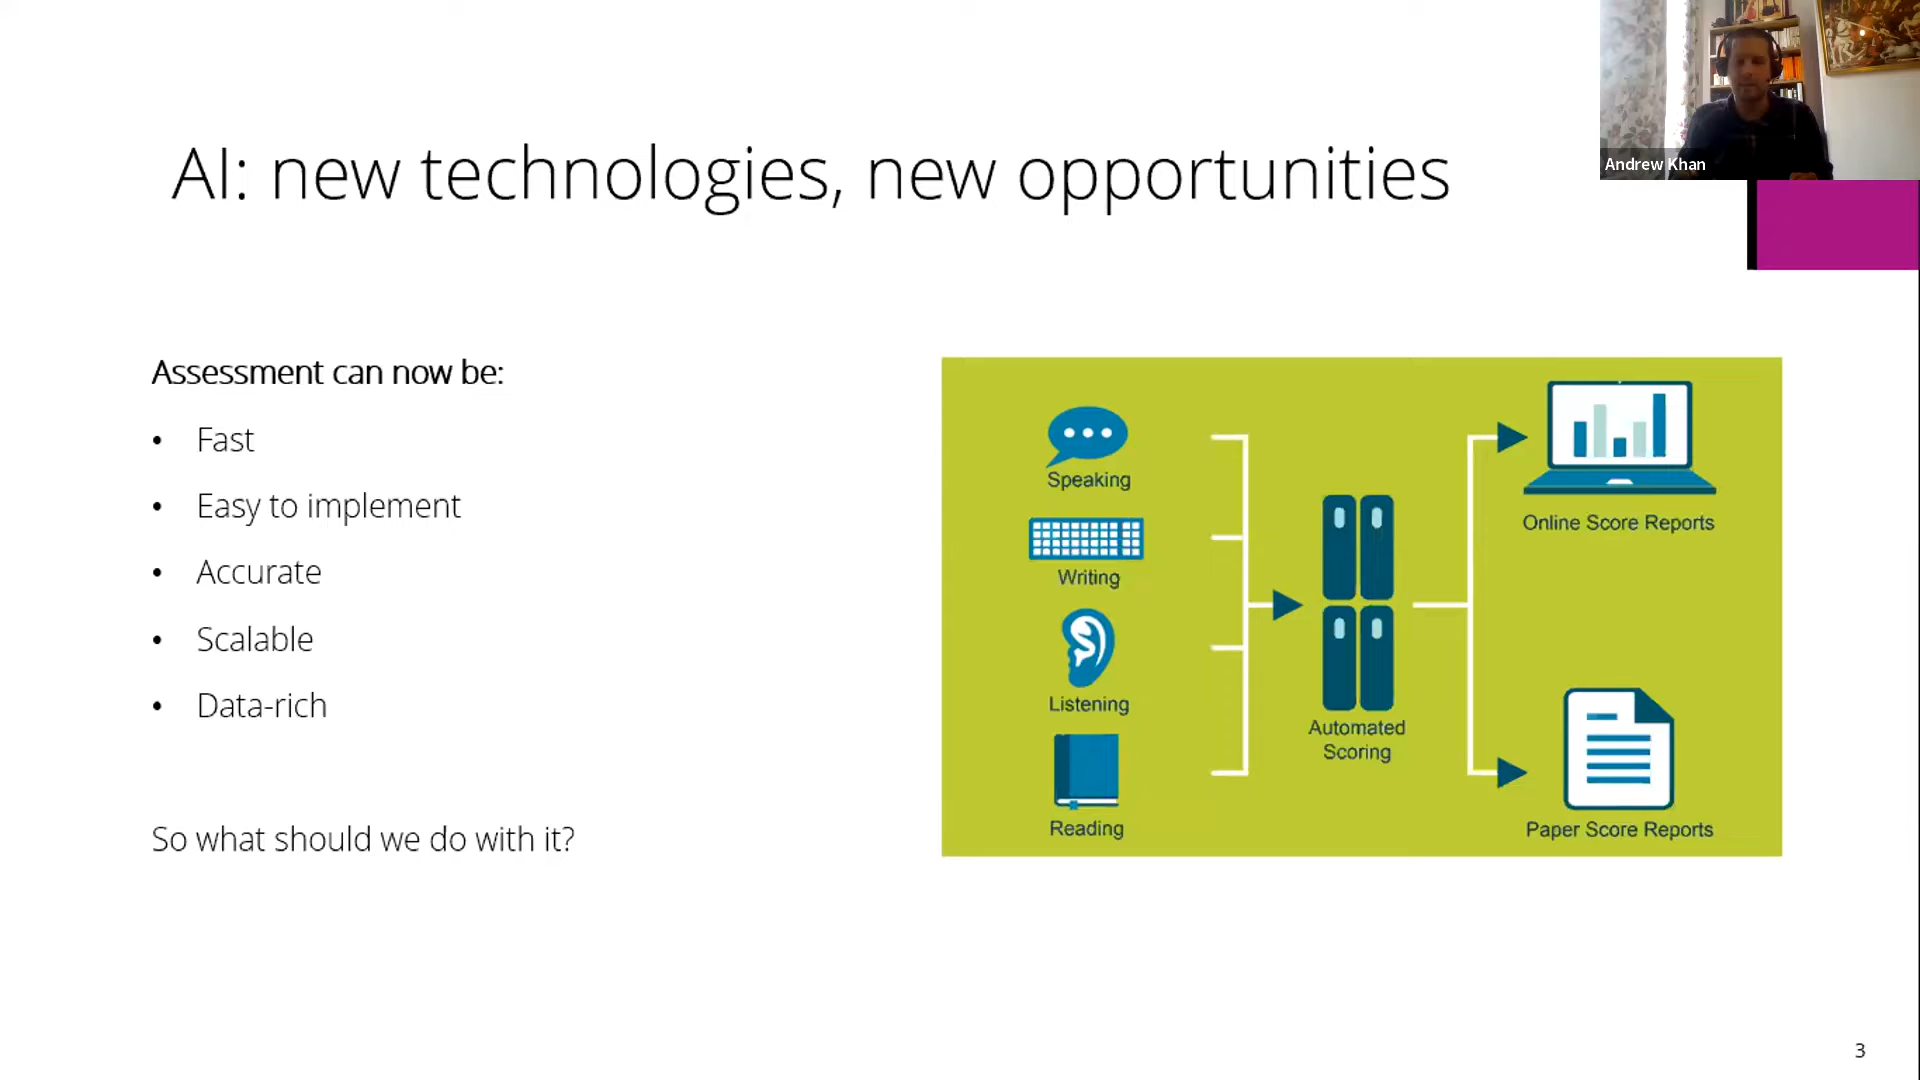 AI: new technologies, new opportunities
Andrew Khan
Assessment can now be:
• Fast
• Easy to implement
• Accurate
• Scalable
• Data-rich
So what should we do with it?
Speaking
Writing
Listening
Reading
Automated
Scoring
Online Score Reports
Paper Score Reports
3